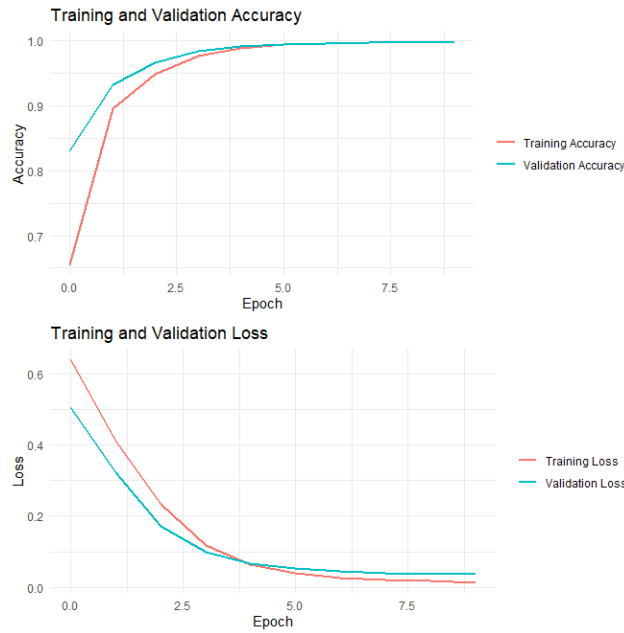 Training and Validation Accuracy
1.0
0.9
0.8
0.7
Accuracy
0.0 2.5 5.0 7.5
Epoch
Training Accuracy
Validation Accuracy
Training and Validation Loss
0.6
0.4
0.2
0.0
Loss
0.0 2.5 5.0 7.5
Epoch
Training Loss
Validation Loss